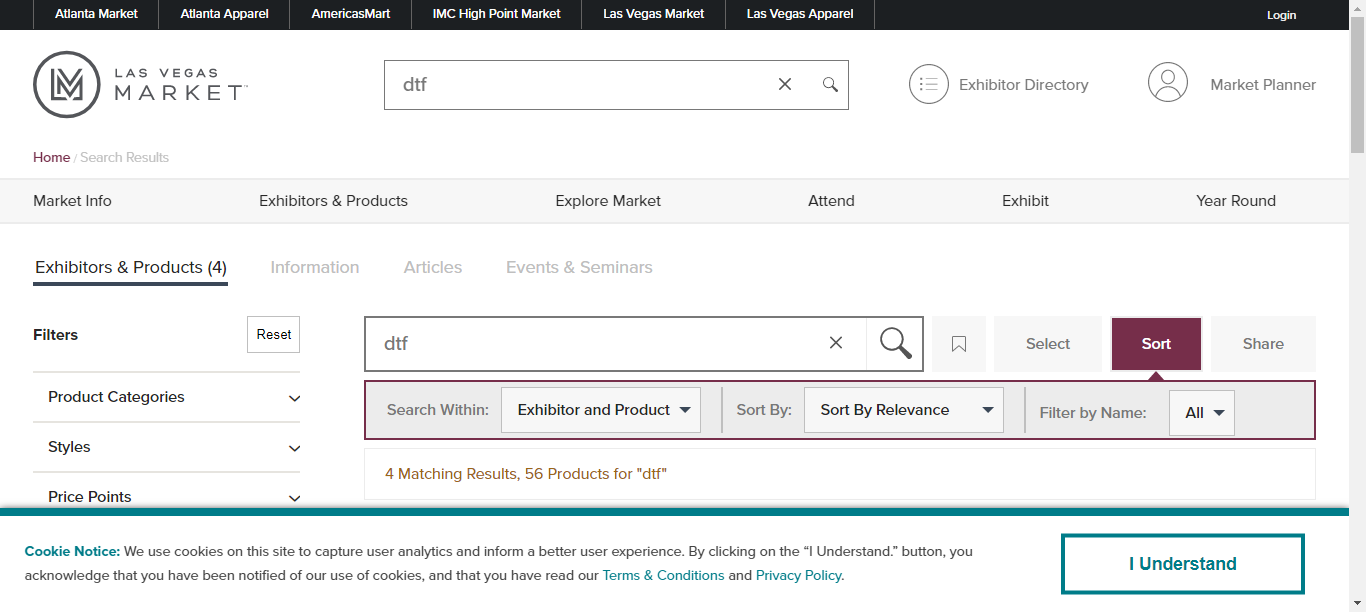 Atlanta Market Atlanta Apparel AmericasMart IMC High Point Market Las Vegas Market Las Vegas Apparel Login
LAS VEGAS
MARKET
dtf
Exhibitor Directory
Market Planner
Home / Search Results
Market Info Exhibitors & Products Explore Market Attend Exhibit Year Round
Exhibitors & Products (4) Information Articles Events & Seminars
Filters Reset
dtf
Select Sort Share
Product Categories
Search Within: Exhibitor and Product Sort By: Sort By Relevance Filter by Name: All
Styles
4 Matching Results, 56 Products for "dtf"
Price Points
Cookie Notice: We use cookies on this site to capture user analytics and inform a better user experience. By clicking on the “I Understand.” button, you
acknowledge that you have been notified of our use of cookies, and that you have read our Terms & Conditions and Privacy Policy.
I Understand